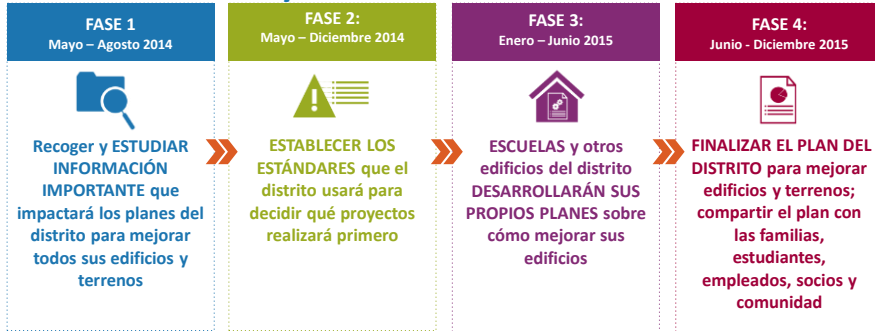 FASE 1
Mayo – Agosto 2014
Recoger y ESTUDIAR
INFORMACIÓN
IMPORTANTE que
impactará los planes del
distrito para mejorar
todos sus edificios y
terrenos
FASE 2:
Mayo – Diciembre 2014
ESTABLECER LOS
ESTÁNDARES que el
distrito usará para
decidir qué proyectos
realizará primero
FASE 3:
Enero – Junio 2015
ESCUELAS y otros
edificios del distrito
DESARROLLARÁN SUS
PROPIOS PLANES sobre
cómo mejorar sus
edificios
FASE 4:
Junio - Diciembre 2015
FINALIZAR EL PLAN DEL
DISTRITO para mejorar
edificios y terrenos;
compartir el plan con
las familias,
estudiantes,
empleados, socios y
comunidad